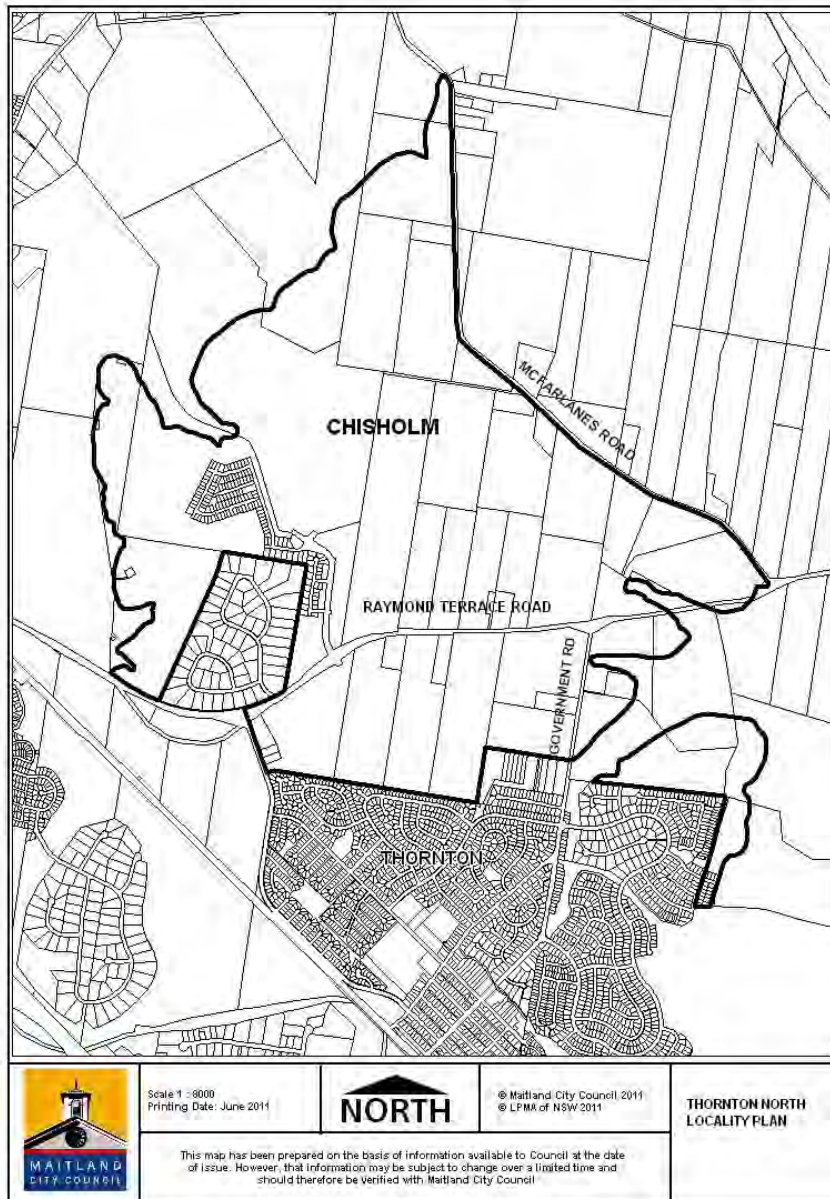 CHISHOLM
MCFARLANES ROAD
RAYMOND TERRACE ROAD
GOVERNMENT RD
THORNTON
MAITLAND
CITY COUNCIL
Scale 1 : 8000
Printing Date: June 2011
NORTH
© Maitland City Council 2011
© LPMA of NSW 2011
THORNTON NORTH
LOCALITY PLAN
This map has been prepared on the basis of information available to Council at the date
of issue. However, that information may be subject to change over a limited time and
should therefore be verified with Maitland City Council